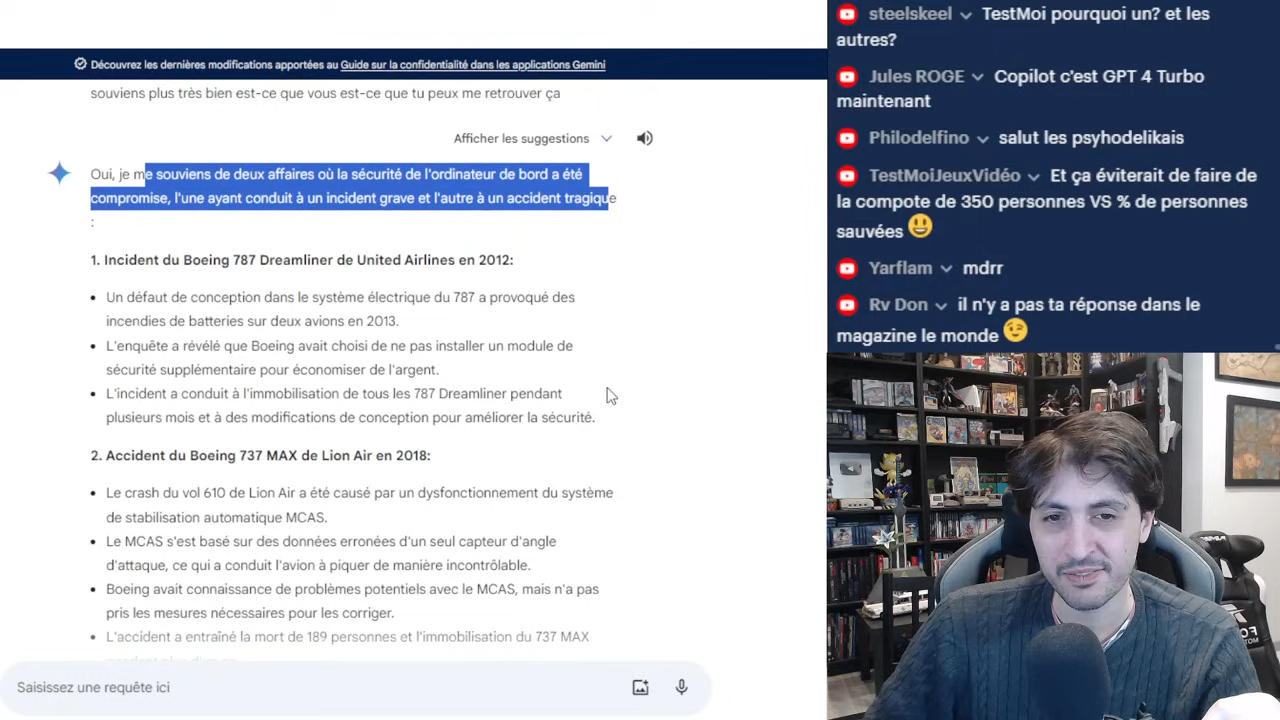 Découvrez les dernières modifications apportées au Guide sur la confidentialité dans les applications Gemini
souviens plus très bien est-ce que vous est-ce que tu peux me retrouver ça
Afficher les suggestions
Oui, je me souviens de deux affaires où la sécurité de l'ordinateur de bord a été
compromise, l'une ayant conduit à un incident grave et l'autre à un accident tragique
:
1. Incident du Boeing 787 Dreamliner de United Airlines en 2012:
• Un défaut de conception dans le système électrique du 787 a provoqué des
incendies de batteries sur deux avions en 2013.
• L'enquête a révélé que Boeing avait choisi de ne pas installer un module de
sécurité supplémentaire pour économiser de l'argent.
• L'incident a conduit à l'immobilisation de tous les 787 Dreamliner pendant
plusieurs mois et à des modifications de conception pour améliorer la sécurité.
2. Accident du Boeing 737 MAX de Lion Air en 2018:
• Le crash du vol 610 de Lion Air a été causé par un dysfonctionnement du système
de stabilisation automatique MCAS.
• Le MCAS s'est basé sur des données erronées d'un seul capteur d'angle
d'attaque, ce qui a conduit l'avion à piquer de manière incontrôlable.
• Boeing avait connaissance de problèmes potentiels avec le MCAS, mais n'a pas
pris les mesures nécessaires pour les corriger.
• L'accident a entraîné la mort de 189 personnes et l'immobilisation du 737 MAX
Saisissez une requête ici
steelskeel TestMoi pourquoi un? et les
autres?
Jules ROGE Copilot c'est GPT 4 Turbo
maintenant
Philodelfino salut les psyhodelikais
TestMoiJeuxVidéo Et ça éviterait de faire de
la compote de 350 personnes VS % de personnes
sauvées 😃
Yarflam mdrr
Rv Don il n'y a pas ta réponse dans le
magazine le monde 😉